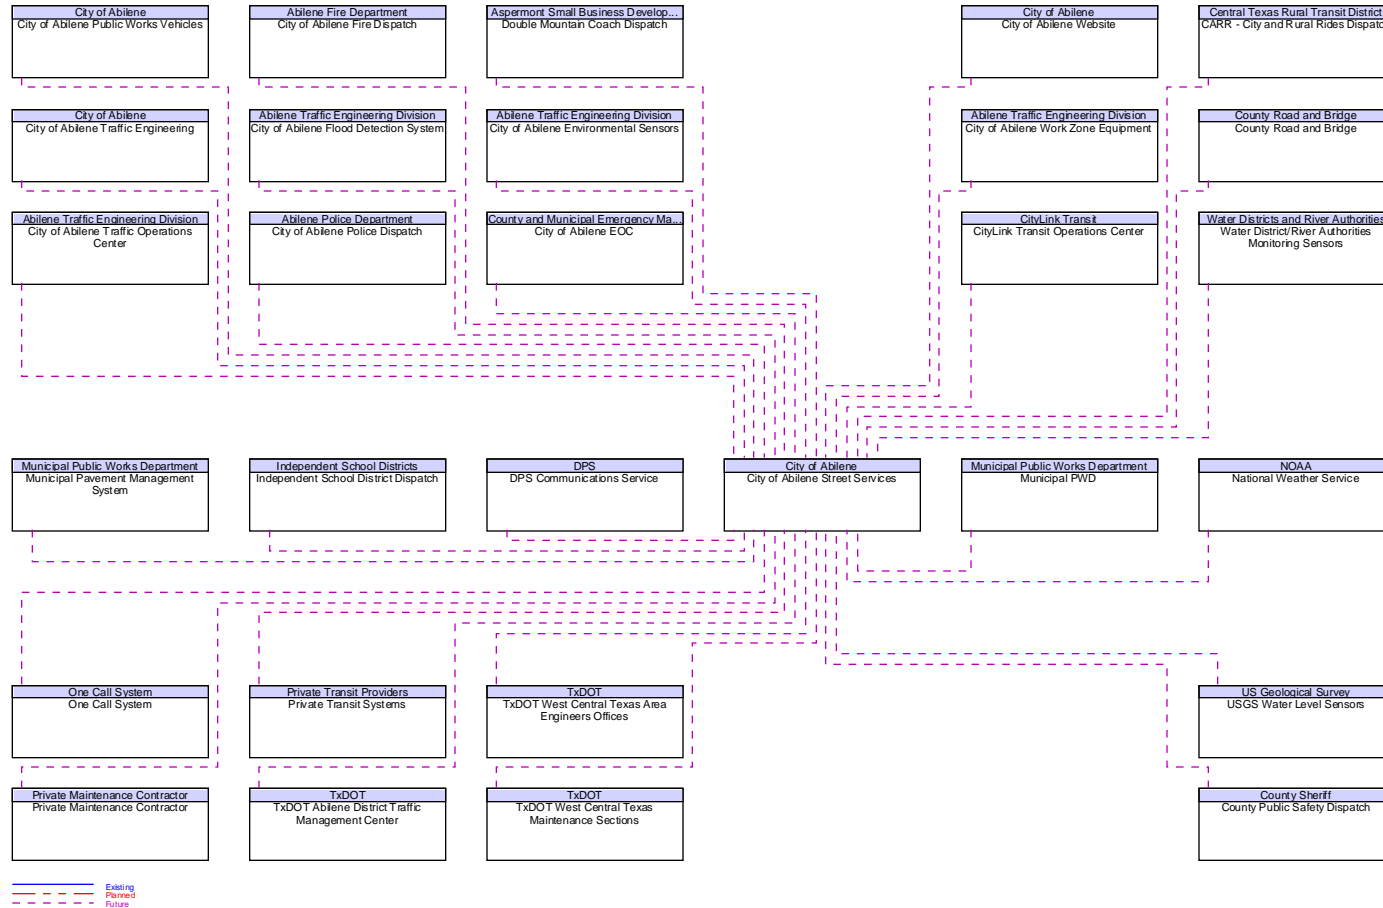 City of Abilene
City of Abilene Public Works Vehicles
Abilene Fire Department
City of Abilene Fire Dispatch
Aspermont Small Business Develop...
Double Mountain Coach Dispatch
City of Abilene
City of Abilene Website
Central Texas Rural Transit District
CARR - City and Rural Rides Dispatc
City of Abilene
City of Abilene Traffic Engineering
Abilene Traffic Engineering Division
City of Abilene Flood Detection System
Abilene Traffic Engineering Division
City of Abilene Environmental Sensors
Abilene Traffic Engineering Division
City of Abilene Work Zone Equipment
County Road and Bridge
County Road and Bridge
Abilene Traffic Engineering Division
City of Abilene Traffic Operations
Center
Abilene Police Department
City of Abilene Police Dispatch
County and Municipal Emergency Ma...
City of Abilene EOC
CityLink Transit
CityLink Transit Operations Center
Water Districts and River Authorities
Water District/River Authorities
Monitoring Sensors
Municipal Public Works Department
Municipal Pavement Management
System
Independent School Districts
Independent School District Dispatch
DPS
DPS Communications Service
City of Abilene
City of Abilene Street Services
Municipal Public Works Department
Municipal PWD
NOAA
National Weather Service
One Call System
One Call System
Private Transit Providers
Private Transit Systems
TxDOT
TxDOT West Central Texas Area
Engineers Offices
US Geological Survey
USGS Water Level Sensors
Private Maintenance Contractor
Private Maintenance Contractor
TxDOT
TxDOT Abilene District Traffic
Management Center
TxDOT
TxDOT West Central Texas
Maintenance Sections
County Sheriff
County Public Safety Dispatch
Existing
Planned
Future